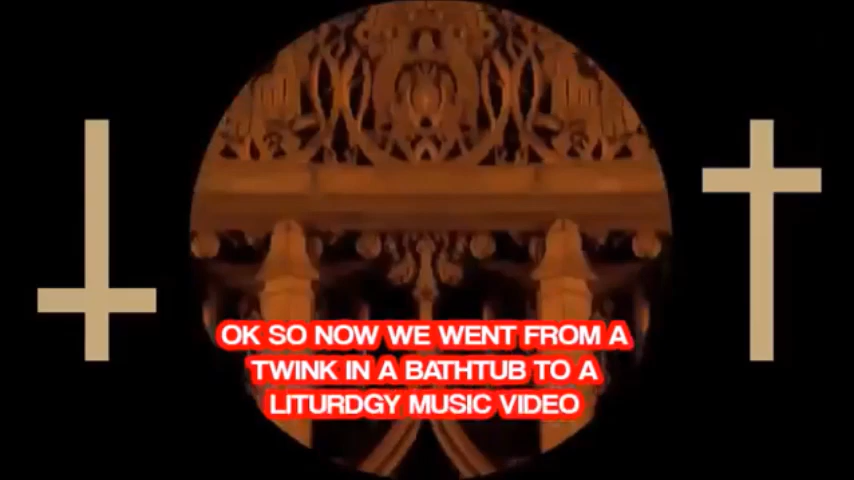 OK SO NOW WE WENT FROM A
TWINK IN A BATHTUB TO A
LITURDGY MUSIC VIDEO